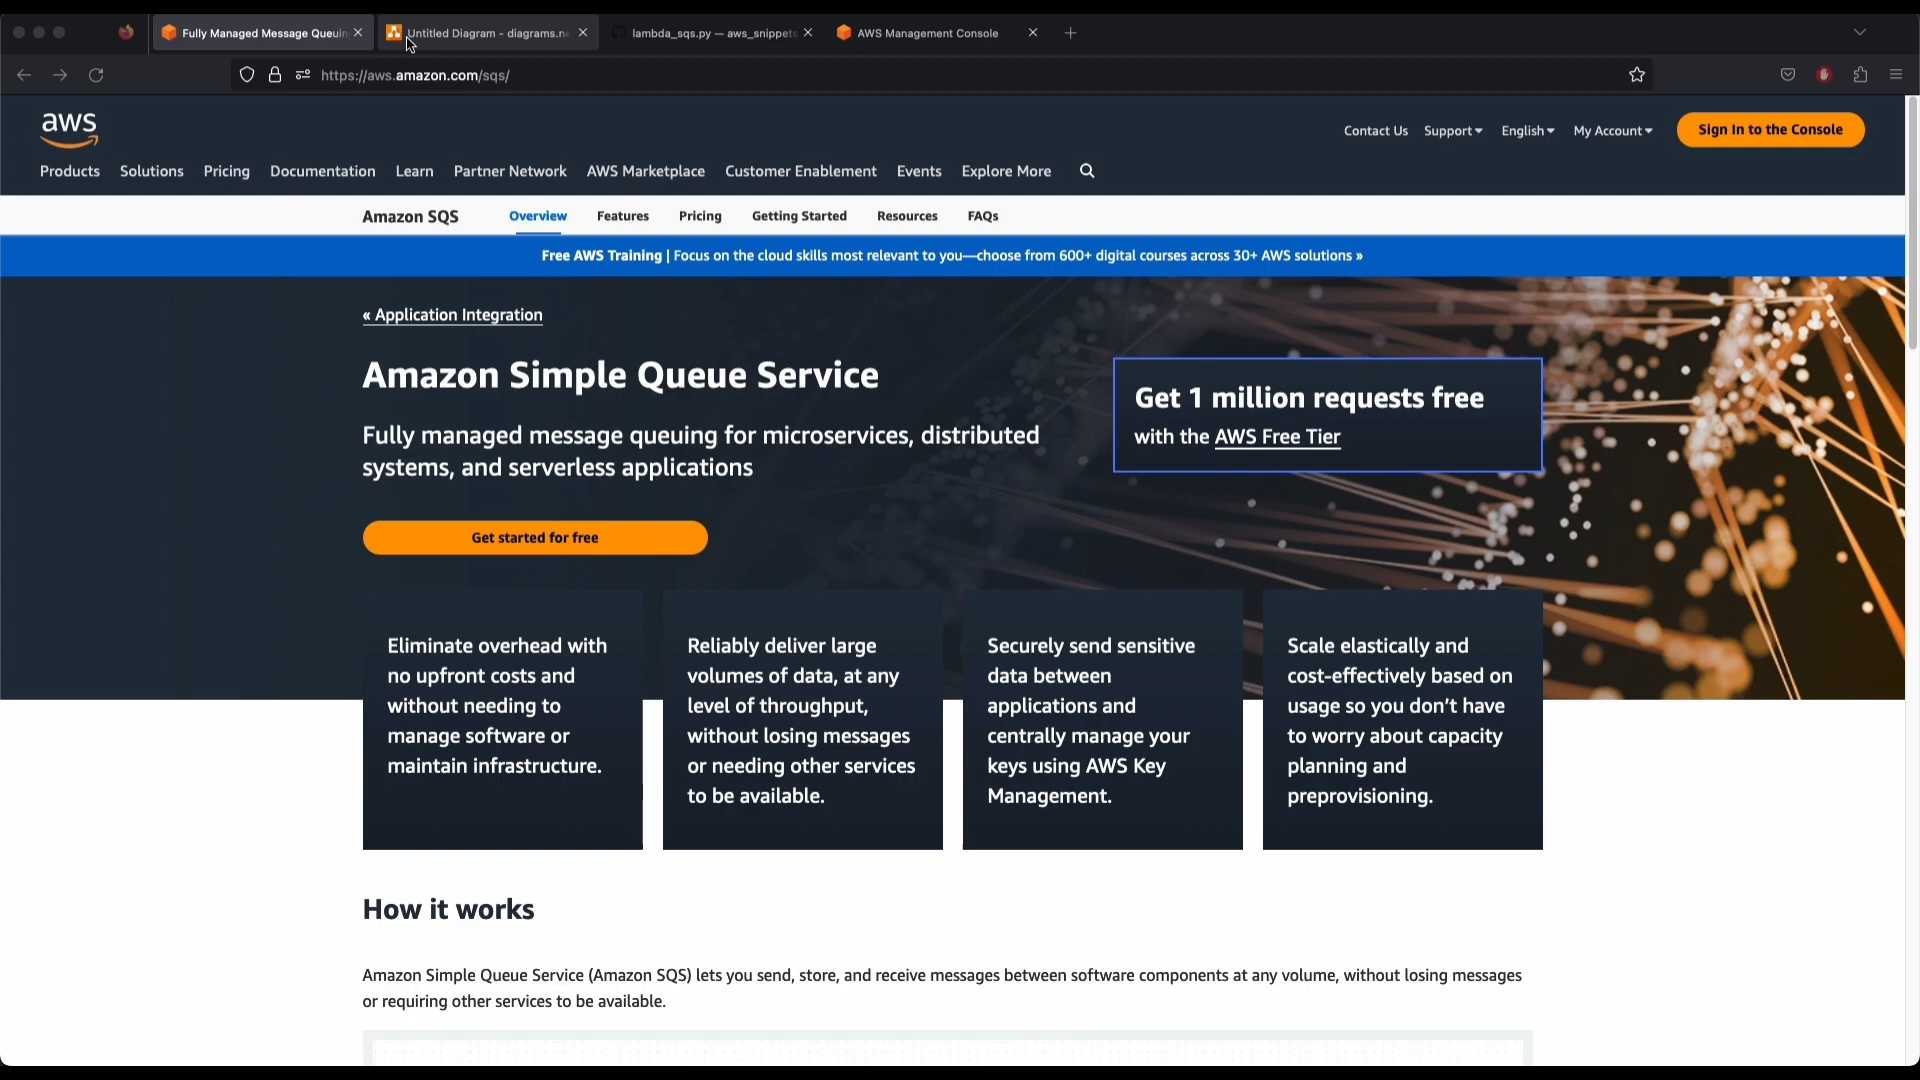 Fully Managed Message Queuin
Untitled Diagram - diagrams.ne
lambda_sqs.py — aws_snippets
AWS Management Console
https://aws.amazon.com/sqs/
aws
Contact Us
Support
English
My Account
Sign In to the Console
Products
Solutions
Pricing
Documentation
Learn
Partner Network
AWS Marketplace
Customer Enablement
Events
Explore More
Amazon SQS
Overview
Features
Pricing
Getting Started
Resources
FAQs
Free AWS Training | Focus on the cloud skills most relevant to you—choose from 600+ digital courses across 30+ AWS solutions »
« Application Integration
Amazon Simple Queue Service
Fully managed message queuing for microservices, distributed
systems, and serverless applications
Get started for free
Get 1 million requests free
with the AWS Free Tier
Eliminate overhead with
no upfront costs and
without needing to
manage software or
maintain infrastructure.
Reliably deliver large
volumes of data, at any
level of throughput,
without losing messages
or needing other services
to be available.
Securely send sensitive
data between
applications and
centrally manage your
keys using AWS Key
Management.
Scale elastically and
cost-effectively based on
usage so you don’t have
to worry about capacity
planning and
preprovisioning.
How it works
Amazon Simple Queue Service (Amazon SQS) lets you send, store, and receive messages between software components at any volume, without losing messages
or requiring other services to be available.